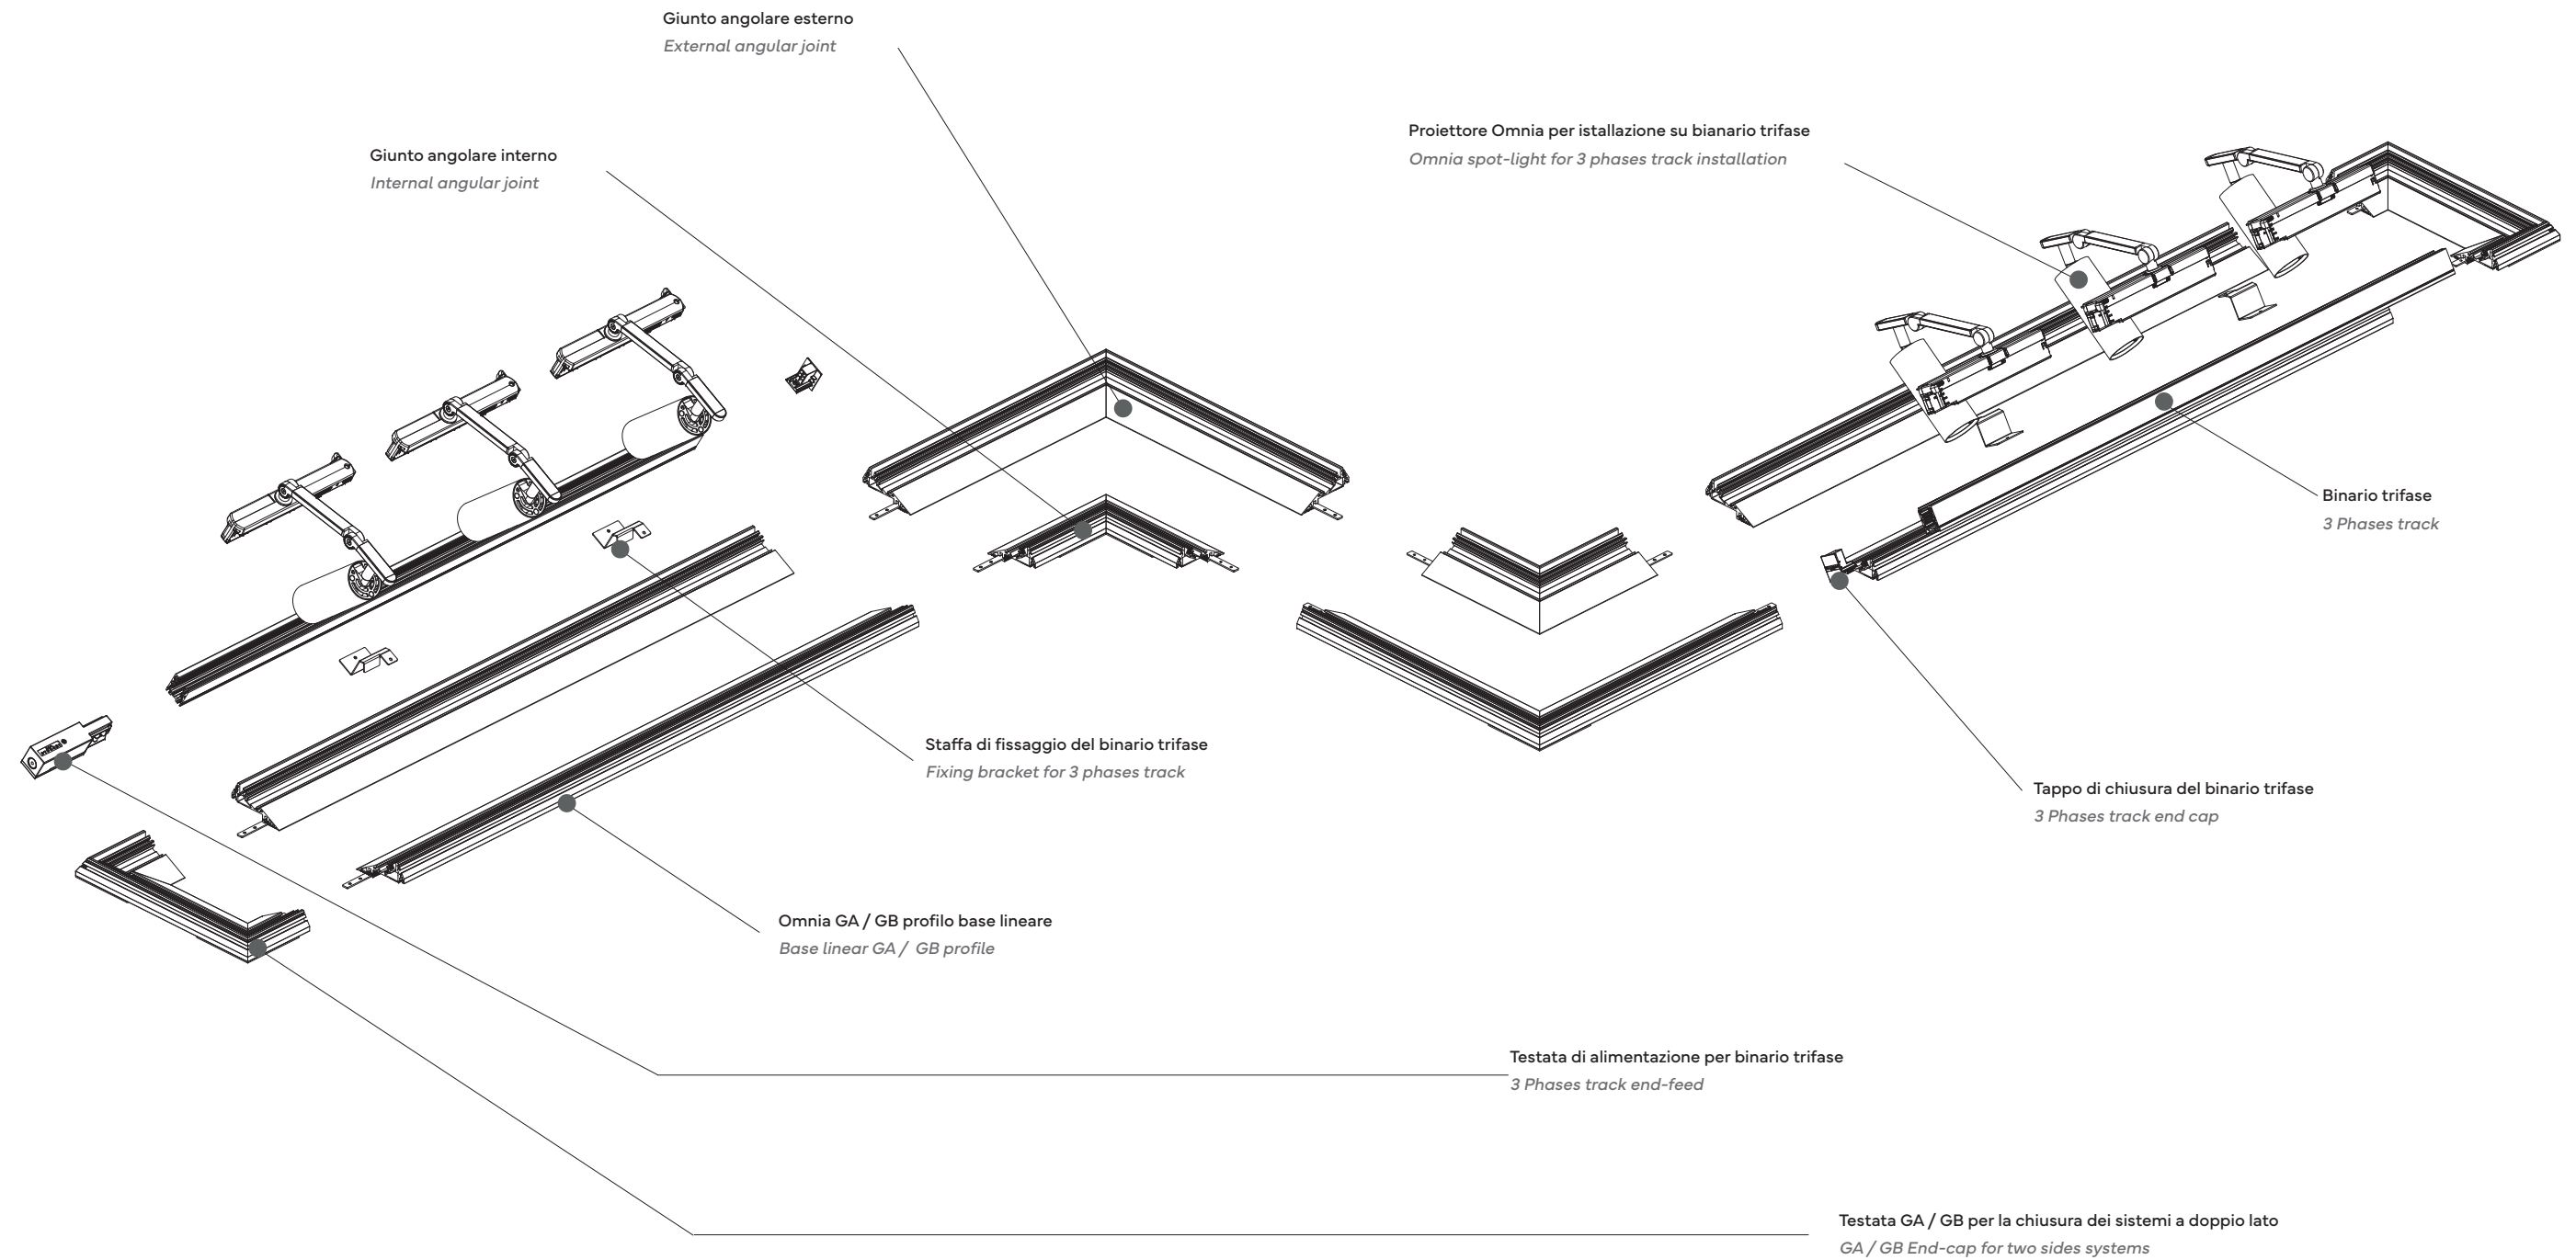 Giunto angolare esterno
External angular joint
Proiettore Omnia per istallazione su bianario trifase
Omnia spot-light for 3 phases track installation
Giunto angolare interno
Internal angular joint
Binario trifase
3 Phases track
Staffa di fissaggio del binario trifase
Fixing bracket for 3 phases track
Tappo di chiusura del binario trifase
3 Phases track end cap
Omnia GA / GB profilo base lineare
Base linear GA / GB profile
Testata di alimentazione per binario trifase
3 Phases track end-feed
Testata GA / GB per la chiusura dei sistemi a doppio lato
GA / GB End-cap for two sides systems